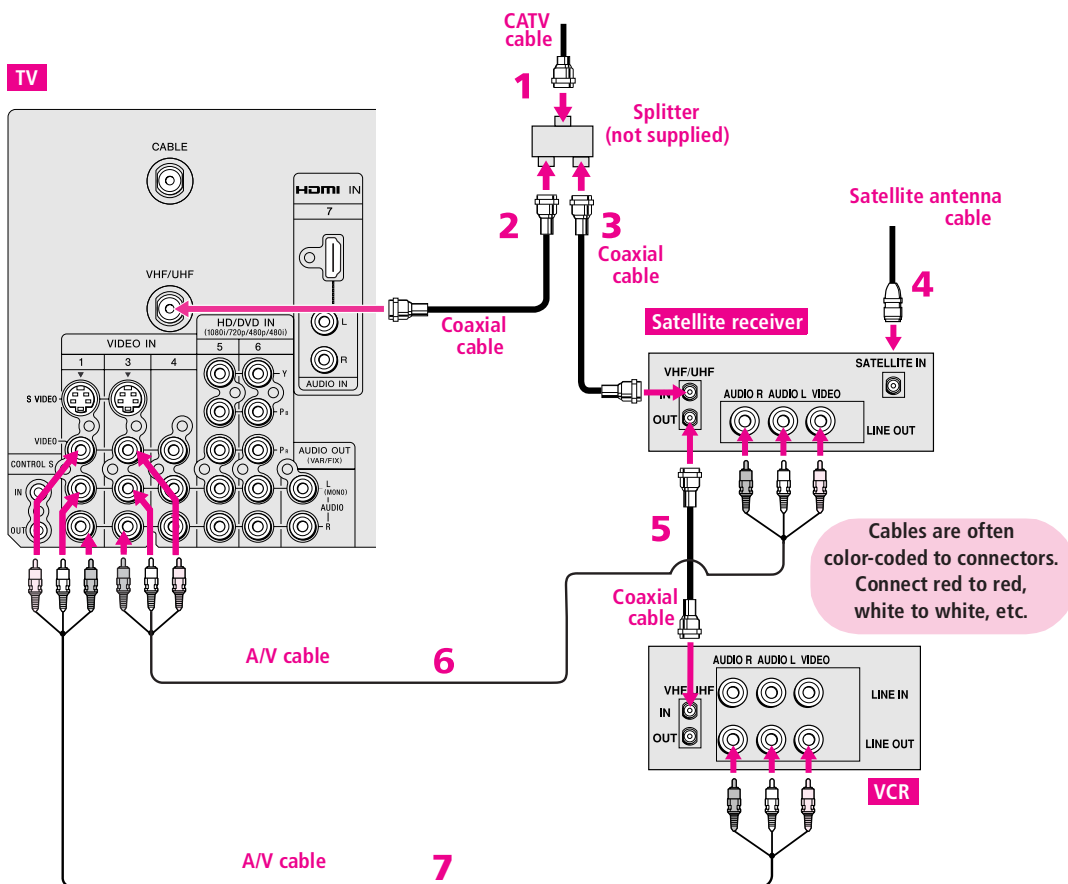 CATV
cable
1
TV
Splitter
(not supplied)
CABLE
HDMI IN
7
2
3
Coaxial
cable
Satellite antenna
cable
4
VHF/UHF
L
R
AUDIO IN
Coaxial
cable
HD/DVD IN
(1080i/720p/480p/480i)
5 6
Y
PB
PR
VIDEO IN
1 3 4
S VIDEO
VIDEO
CONTROL S
IN
OUT
AUDIO OUT
(VAR/FIX)
L
(MONO)
AUDIO
R
Satellite receiver
SATELLITE IN
VHF/UHF
IN
OUT
AUDIO R AUDIO L VIDEO
LINE OUT
5
Coaxial
cable
Cables are often
color-coded to connectors.
Connect red to red,
white to white, etc.
A/V cable
6
AUDIO R AUDIO L VIDEO
VHF/UHF
IN
OUT
LINE IN
LINE OUT
VCR
A/V cable
7